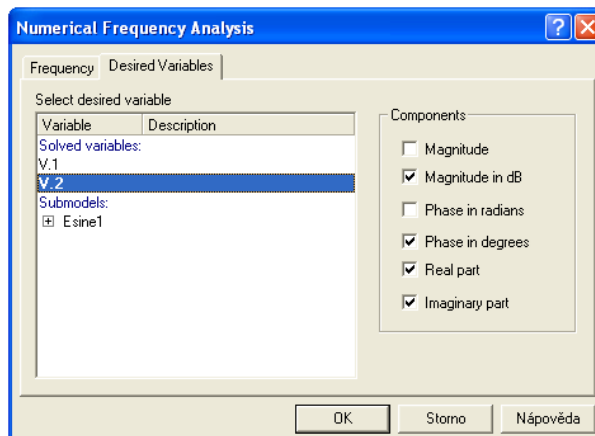 Numerical Frequency Analysis
Frequency Desired Variables
Select desired variable
Variable Description
Solved variables:
V.1
V.2
Submodels:
Esine1
Components
Magnitude
Magnitude in dB
Phase in radians
Phase in degrees
Real part
Imaginary part
OK Storno Nápověda